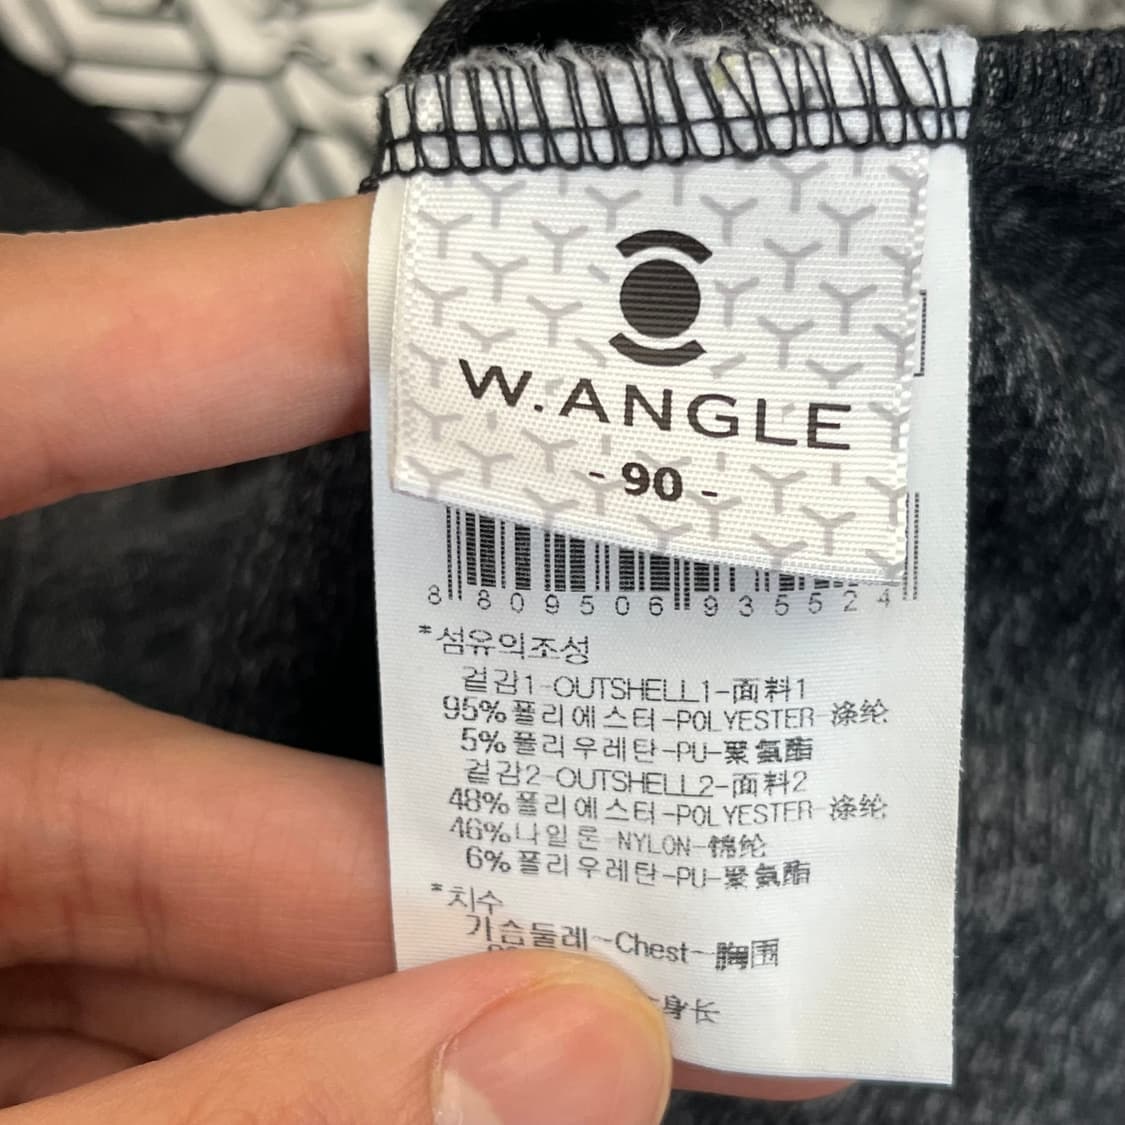 W.ANGLE
- 90 -
8 809506 935524
*섬유의조성
겉감1-OUTSHELL1-面料1
95%폴리에스터-POLYESTER-涤纶
5%폴리우레탄-PU-聚氨酯
겉감2-OUTSHELL2-面料2
48%폴리에스터-POLYESTER-涤纶
46%나일론-NYLON-锦纶
6%폴리우레탄-PU-聚氨酯
*치수
가슴둘레-Chest-胸围
-身长